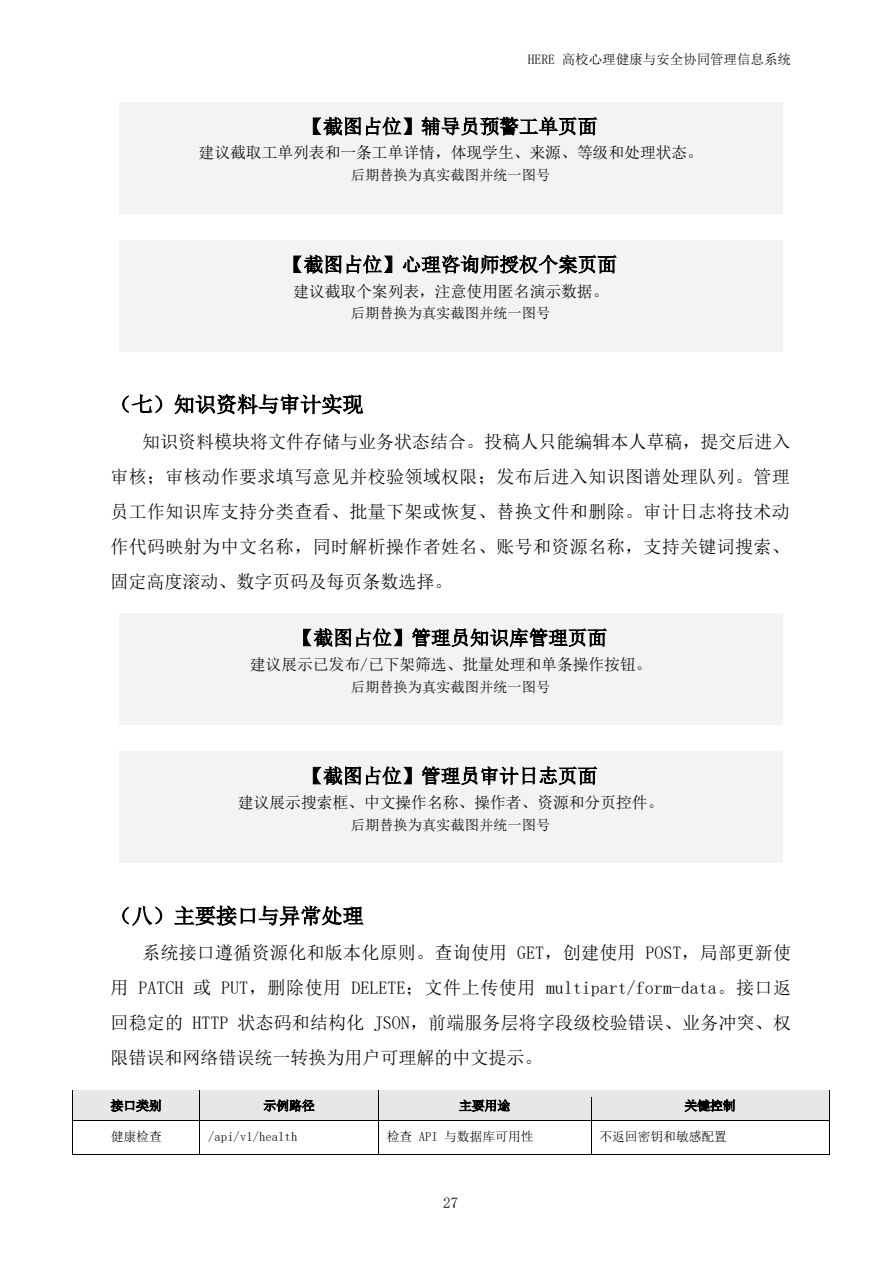 HERE 高校心理健康与安全协同管理信息系统
【截图占位】辅导员预警工单页面
建议截取工单列表和一条工单详情，体现学生、来源、等级和处理状态。
后期替换为真实截图并统一图号
【截图占位】心理咨询师授权个案页面
建议截取个案列表，注意使用匿名演示数据。
后期替换为真实截图并统一图号
（七）知识资料与审计实现
知识资料模块将文件存储与业务状态结合。投稿人只能编辑本人草稿，提交后进入
审核；审核动作要求填写意见并校验领域权限；发布后进入知识图谱处理队列。管理
员工作知识库支持分类查看、批量下架或恢复、替换文件和删除。审计日志将技术动
作代码映射为中文名称，同时解析操作者姓名、账号和资源名称，支持关键词搜索、
固定高度滚动、数字页码及每页条数选择。
【截图占位】管理员知识库管理页面
建议展示已发布/已下架筛选、批量处理和单条操作按钮。
后期替换为真实截图并统一图号
【截图占位】管理员审计日志页面
建议展示搜索框、中文操作名称、操作者、资源和分页控件。
后期替换为真实截图并统一图号
（八）主要接口与异常处理
系统接口遵循资源化和版本化原则。查询使用 GET，创建使用 POST，局部更新使
用 PATCH 或 PUT，删除使用 DELETE；文件上传使用 multipart/form-data。接口返
回稳定的 HTTP 状态码和结构化 JSON，前端服务层将字段级校验错误、业务冲突、权
限错误和网络错误统一转换为用户可理解的中文提示。
接口类别 示例路径 主要用途 关键控制
健康检查 /api/v1/health 检查 API 与数据库可用性 不返回密钥和敏感配置
27